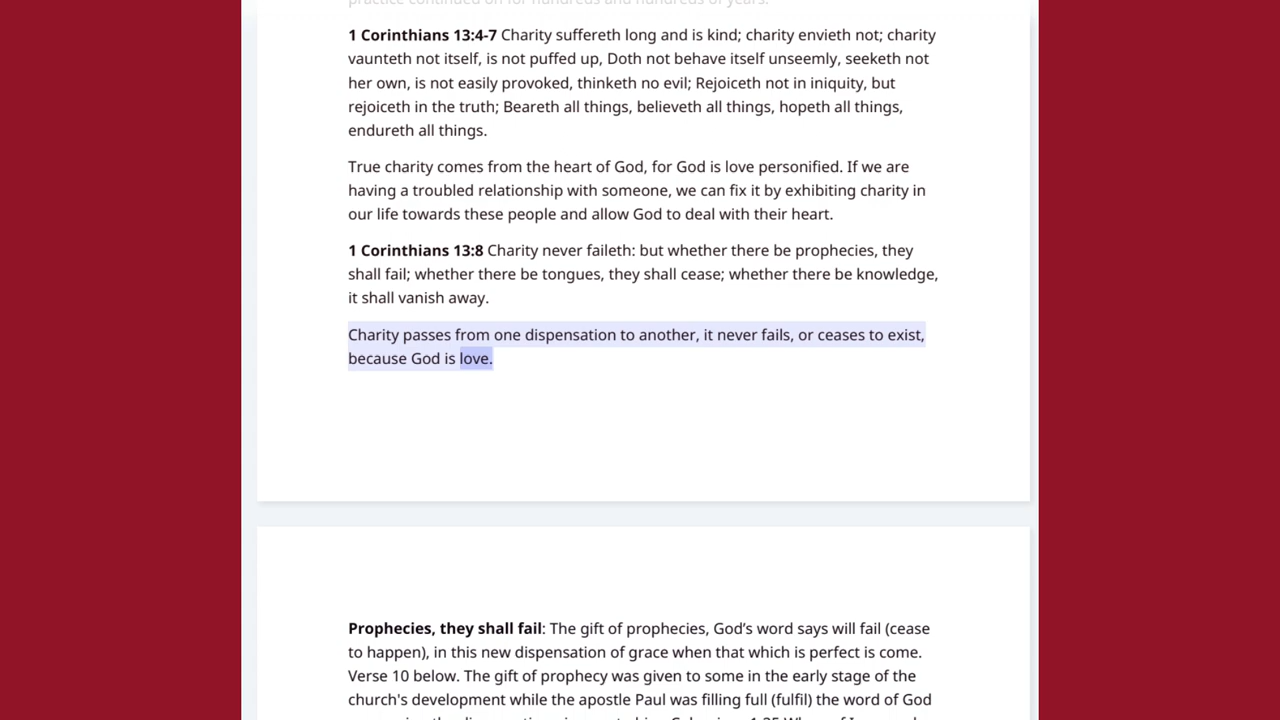 practice continued on for hundreds and hundreds of years.
1 Corinthians 13:4-7 Charity suffereth long and is kind; charity envieth not; charity
vaunteth not itself, is not puffed up, Doth not behave itself unseemly, seeketh not
her own, is not easily provoked, thinketh no evil; Rejoiceth not in iniquity, but
rejoiceth in the truth; Beareth all things, believeth all things, hopeth all things,
endureth all things.
True charity comes from the heart of God, for God is love personified. If we are
having a troubled relationship with someone, we can fix it by exhibiting charity in
our life towards these people and allow God to deal with their heart.
1 Corinthians 13:8 Charity never faileth: but whether there be prophecies, they
shall fail; whether there be tongues, they shall cease; whether there be knowledge,
it shall vanish away.
Charity passes from one dispensation to another, it never fails, or ceases to exist,
because God is love.
Prophecies, they shall fail: The gift of prophecies, God’s word says will fail (cease
to happen), in this new dispensation of grace when that which is perfect is come.
Verse 10 below. The gift of prophecy was given to some in the early stage of the
church's development while the apostle Paul was filling full (fulfil) the word of God